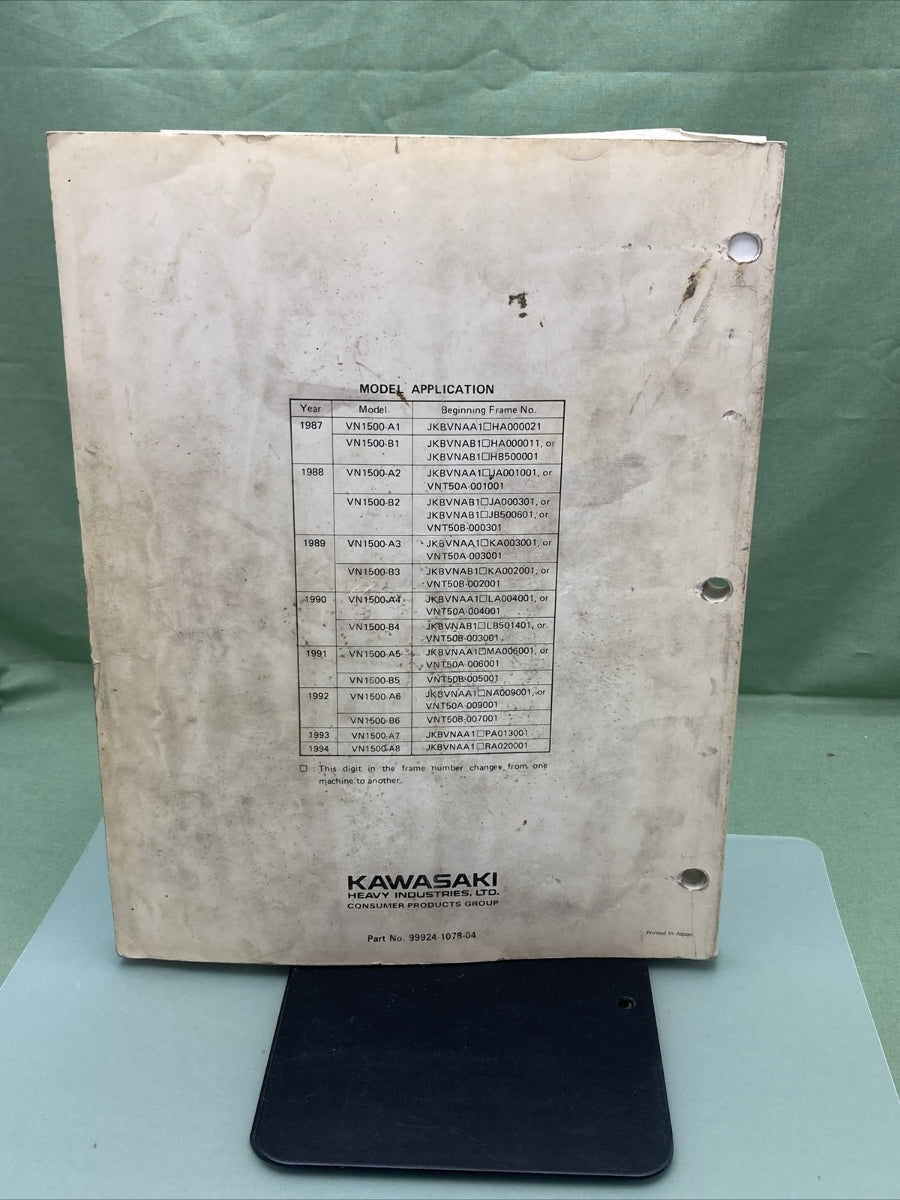 MODEL APPLICATION
Year Model Beginning Frame No.
1987 VN1500-A1 JKBVNAA1□HA000021
VN1500-B1 JKBVNAB1□HA000011, or
JKBVNAB1□HB500001
1988 VN1500-A2 JKBVNAA1□JA001001, or
VNT50A-001001
VN1500-B2 JKBVNAB1□JA000301, or
JKBVNAB1□JB500601, or
VNT50B-000301
1989 VN1500-A3 JKBVNAA1□KA003001, or
VNT50A-003001
VN1500-B3 JKBVNAB1□KA002001, or
VNT50B-002001
1990 VN1500-A4 JKBVNAA1□LA004001, or
VNT50A-004001
VN1500-B4 JKBVNAB1□LB501401, or
VNT50B-003001
1991 VN1500-A5 JKBVNAA1□MA006001, or
VNT50A-006001
VN1500-B5 VNT50B-005001
1992 VN1500-A6 JKBVNAA1□NA009001, or
VNT50A-009001
VN1500-B6 VNT50B-007001
1993 VN1500-A7 JKBVNAA1□PA013001
1994 VN1500-A8 JKBVNAA1□RA020001
□ : This digit in the frame number changes from one
machine to another.
KAWASAKI
HEAVY INDUSTRIES, LTD.
CONSUMER PRODUCTS GROUP
Part No. 99924-1078-04
Printed in Japan